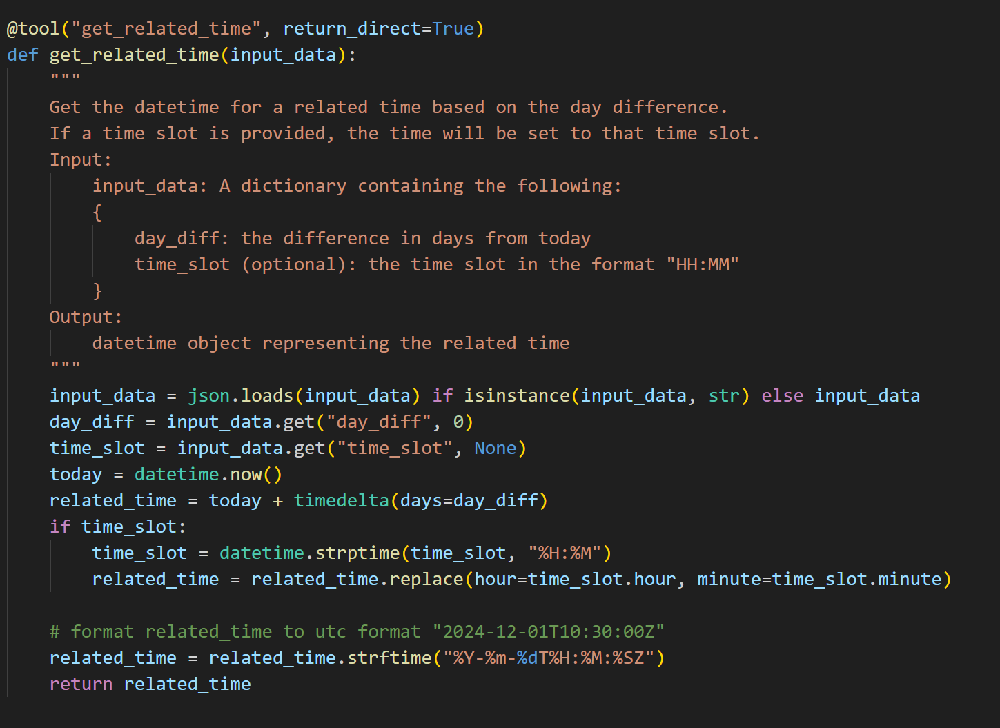 @tool("get_related_time", return_direct=True)
def get_related_time(input_data):
    """
    Get the datetime for a related time based on the day difference.
    If a time slot is provided, the time will be set to that time slot.
    Input:
        input_data: A dictionary containing the following:
        {
            day_diff: the difference in days from today
            time_slot (optional): the time slot in the format "HH:MM"
        }
    Output:
        datetime object representing the related time
    """
    input_data = json.loads(input_data) if isinstance(input_data, str) else input_data
    day_diff = input_data.get("day_diff", 0)
    time_slot = input_data.get("time_slot", None)
    today = datetime.now()
    related_time = today + timedelta(days=day_diff)
    if time_slot:
        time_slot = datetime.strptime(time_slot, "%H:%M")
        related_time = related_time.replace(hour=time_slot.hour, minute=time_slot.minute)

    # format related_time to utc format "2024-12-01T10:30:00Z"
    related_time = related_time.strftime("%Y-%m-%dT%H:%M:%SZ")
    return related_time